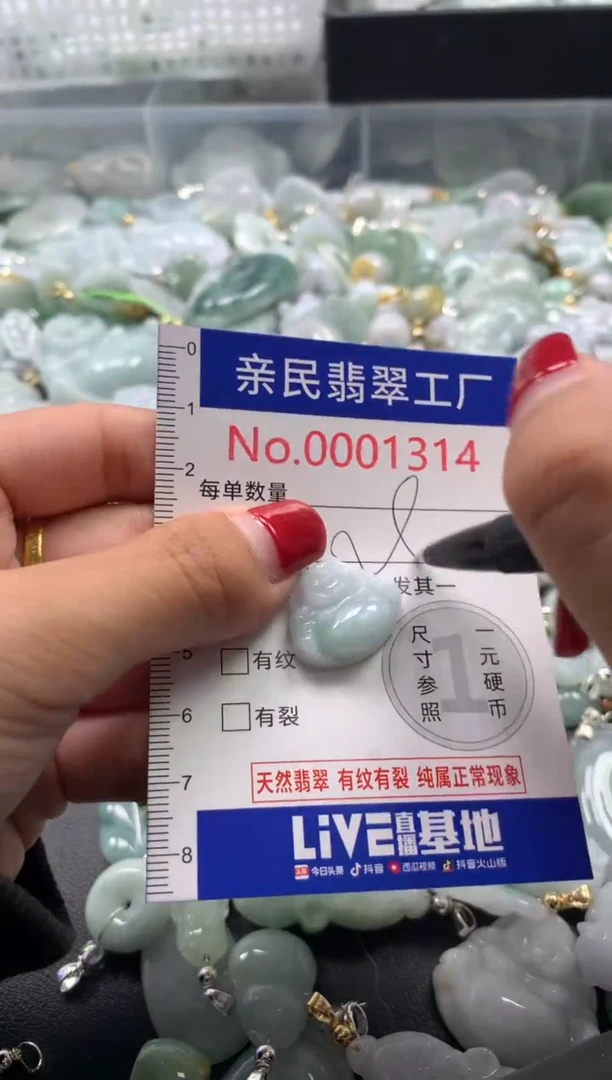 0
亲民翡翠工厂
1
No.0001314
2
每单数量
发其一
5
有纹
尺寸参照
1
一元硬币
6
有裂
7
天然翡翠 有纹有裂 纯属正常现象
LiVE直播基地
8
今日头条 抖音 西瓜视频 抖音火山版